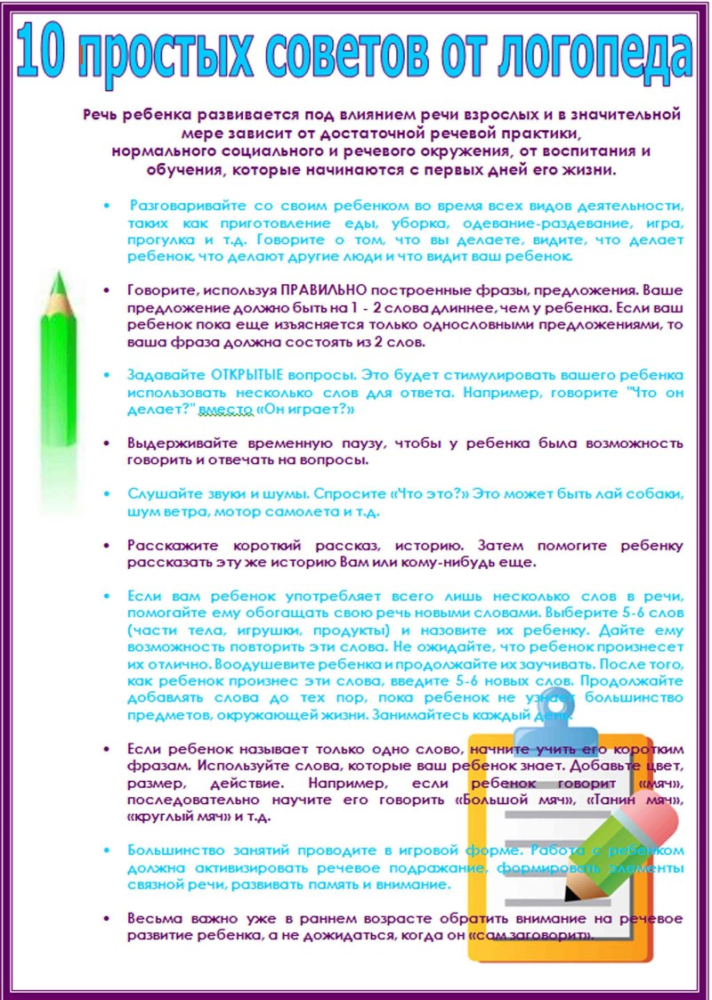 10 простых советов от логопеда
Речь ребенка развивается под влиянием речи взрослых и в значительной
мере зависит от достаточной речевой практики,
нормального социального и речевого окружения, от воспитания и
обучения, которые начинаются с первых дней его жизни.
• Разговаривайте со своим ребенком во время всех видов деятельности,
таких как приготовление еды, уборка, одевание-раздевание, игра,
прогулка и т.д. Говорите о том, что вы делаете, видите, что делает
ребенок, что делают другие люди и что видит ваш ребенок.
• Говорите, используя ПРАВИЛЬНО построенные фразы, предложения. Ваше
предложение должно быть на 1 - 2 слова длиннее, чем у ребенка. Если ваш
ребенок пока еще изъясняется только однословными предложениями, то
ваша фраза должна состоять из 2 слов.
• Задавайте ОТКРЫТЫЕ вопросы. Это будет стимулировать вашего ребенка
использовать несколько слов для ответа. Например, говорите "Что он
делает?" вместо «Он играет?»
• Выдерживайте временную паузу, чтобы у ребенка была возможность
говорить и отвечать на вопросы.
• Слушайте звуки и шумы. Спросите «Что это?» Это может быть лай собаки,
шум ветра, мотор самолета и т.д.
• Расскажите короткий рассказ, историю. Затем помогите ребенку
рассказать эту же историю Вам или кому-нибудь еще.
• Если вам ребенок употребляет всего лишь несколько слов в речи,
помогайте ему обогащать свою речь новыми словами. Выберите 5-6 слов
(части тела, игрушки, продукты) и назовите их ребенку. Дайте ему
возможность повторить эти слова. Не ожидайте, что ребенок произнесет
их отлично. Воодушевите ребенка и продолжайте их заучивать. После того,
как ребенок произнес эти слова, введите 5-6 новых слов. Продолжайте
добавлять слова до тех пор, пока ребенок не узнает большинство
предметов, окружающей жизни. Занимайтесь каждый день.
• Если ребенок называет только одно слово, начните учить его коротким
фразам. Используйте слова, которые ваш ребенок знает. Добавьте цвет,
размер, действие. Например, если ребенок говорит «мяч»,
последовательно научите его говорить «Большой мяч», «Танин мяч»,
«круглый мяч» и т.д.
• Большинство занятий проводите в игровой форме. Работа с ребенком
должна активизировать речевое подражание, формировать элементы
связной речи, развивать память и внимание.
• Весьма важно уже в раннем возрасте обратить внимание на речевое
развитие ребенка, а не дожидаться, когда он «сам заговорит».